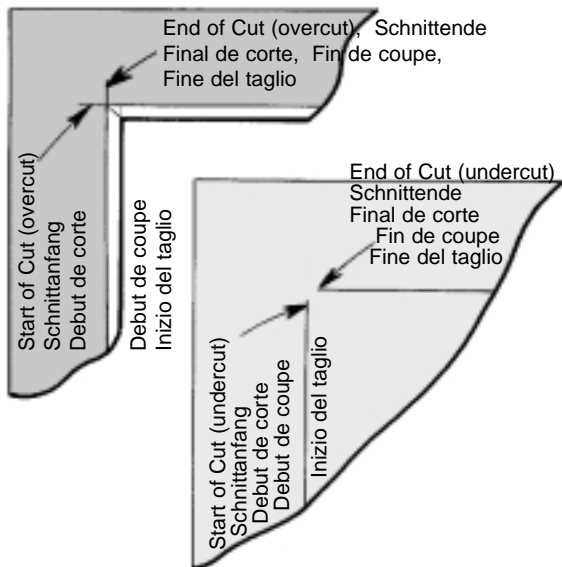 End of Cut (overcut), Schnittende
Final de corte, Fin de coupe,
Fine del taglio
Start of Cut (overcut)
Schnittanfang
Debut de corte
Debut de coupe
Inizio del taglio
End of Cut (undercut)
Schnittende
Final de corte
Fin de coupe
Fine del taglio
Start of Cut (undercut)
Schnittanfang
Debut de corte
Debut de coupe
Inizio del taglio